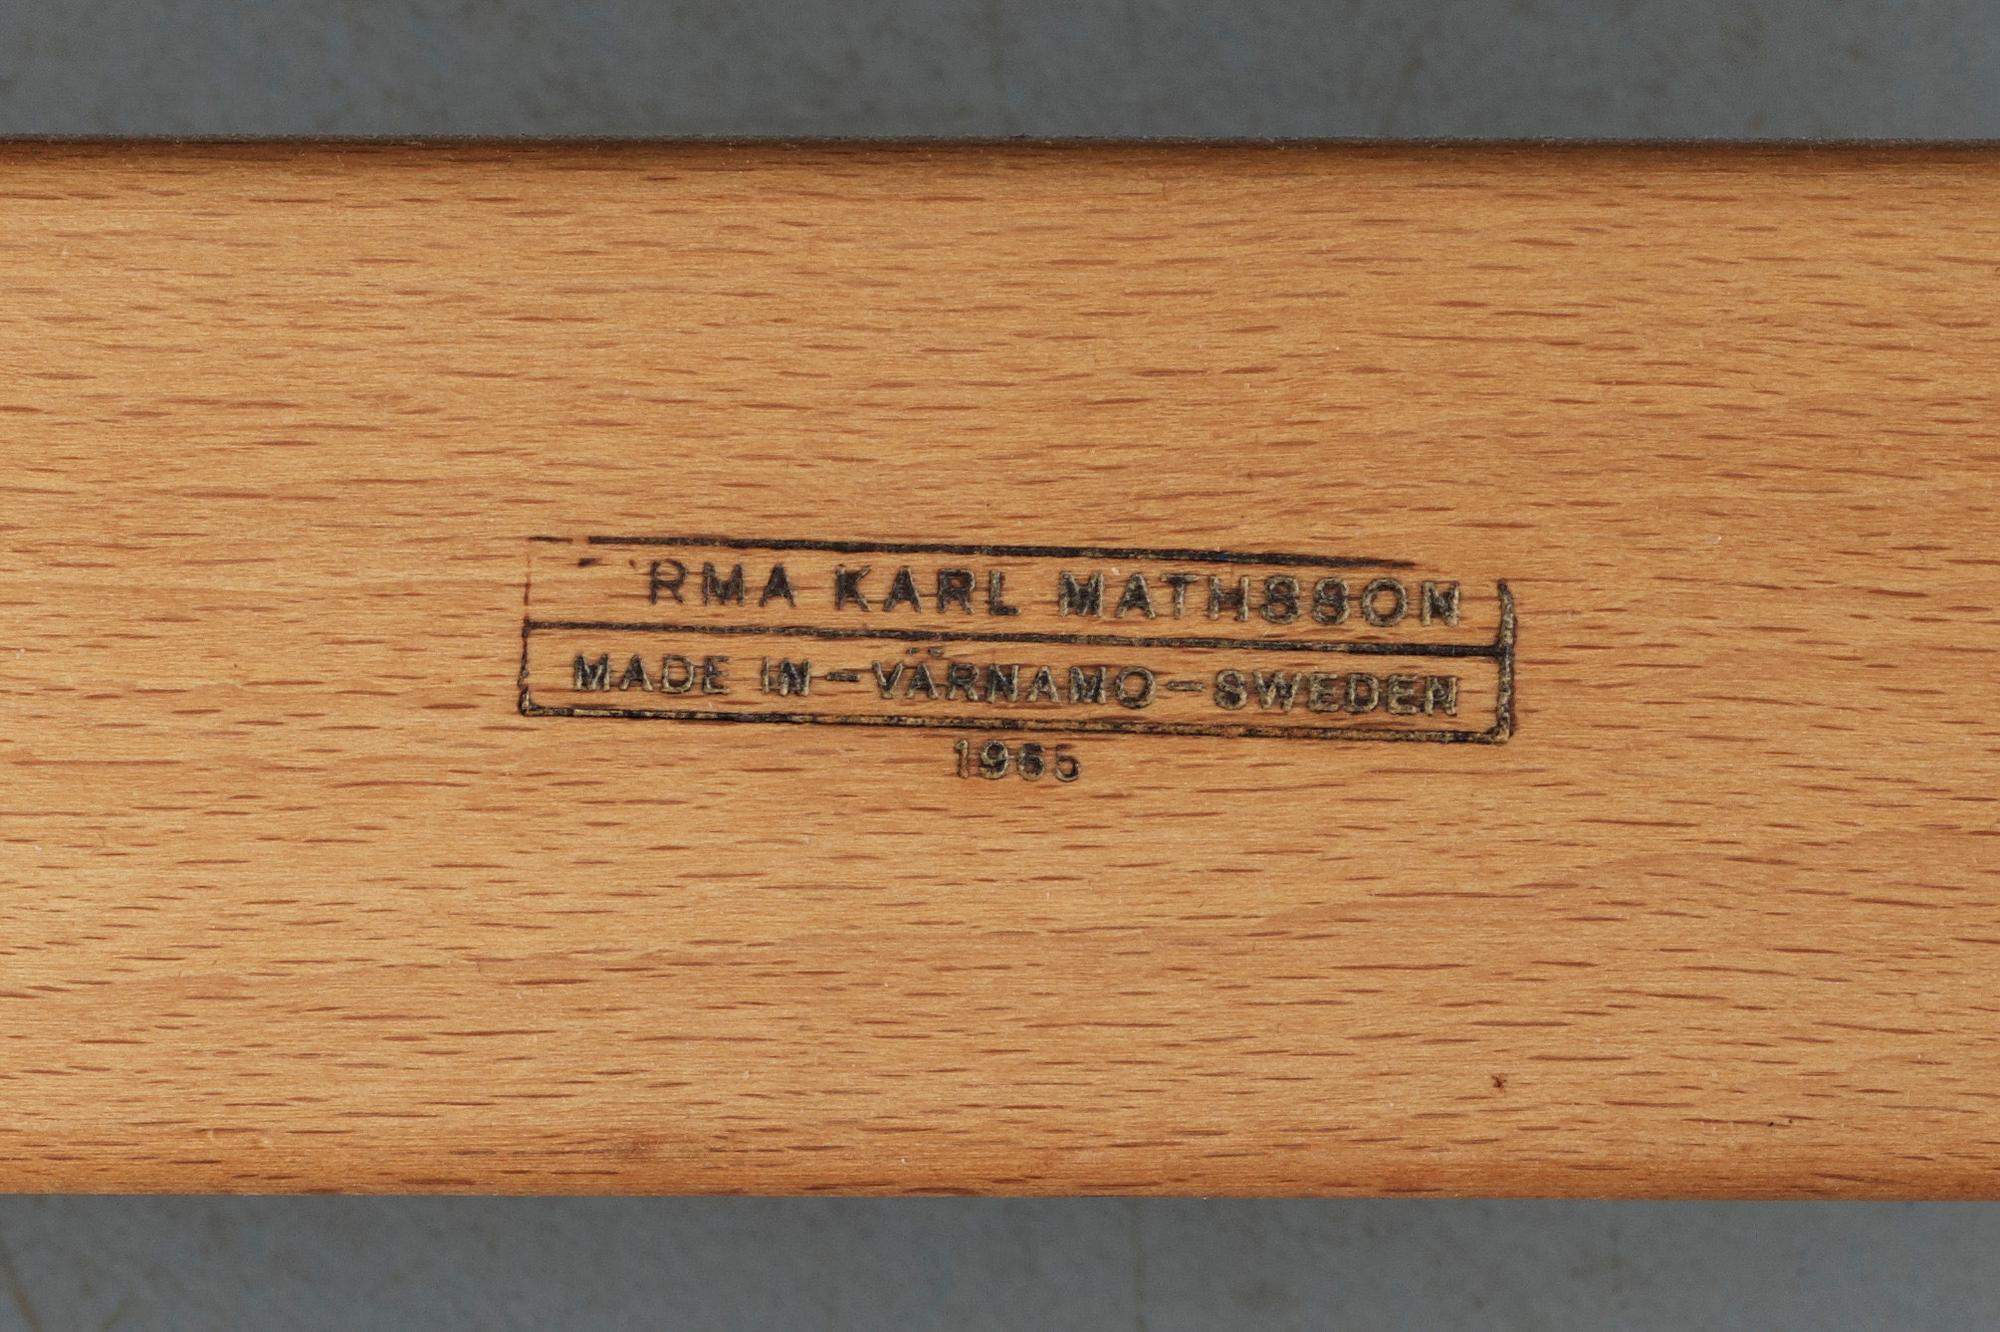 RMA KARL MATHSSON
MADE IN-VÄRNAMO-SWEDEN
1965